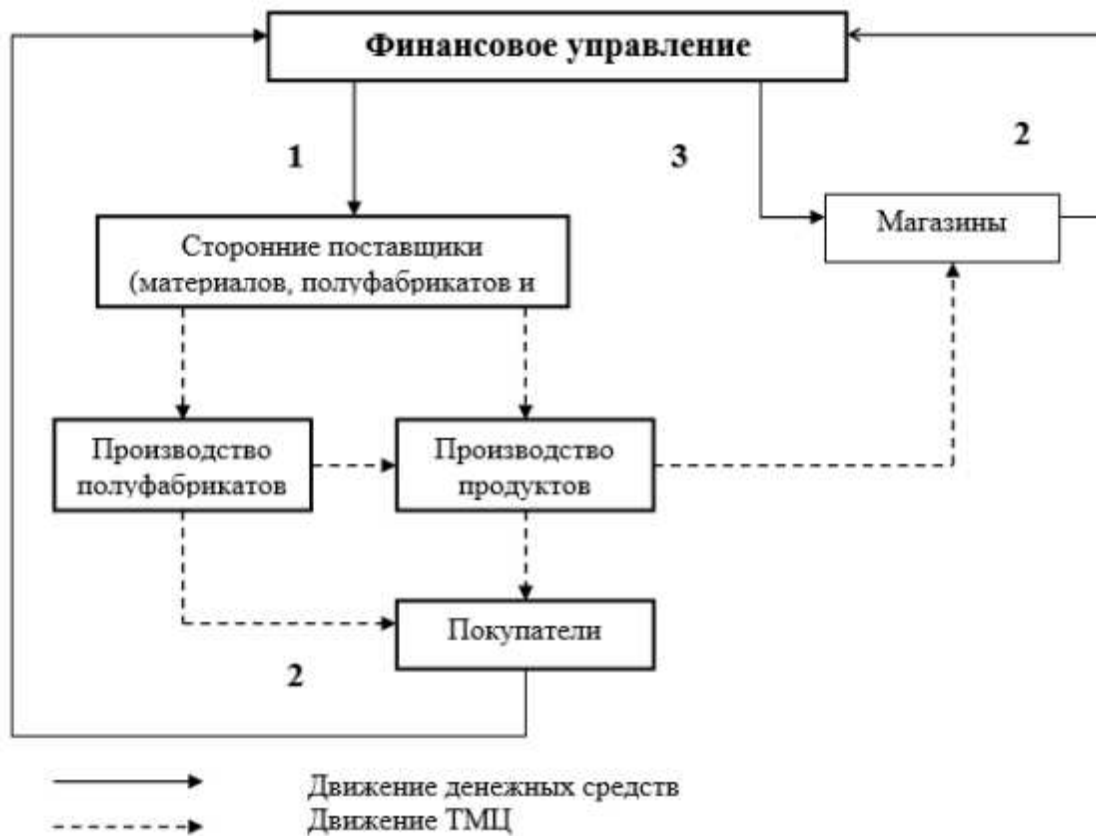 Финансовое управление
1
3
2
Сторонние поставщики
(материалов, полуфабрикатов и
Магазины
Производство
полуфабрикатов
Производство
продуктов
Покупатели
2
Движение денежных средств
Движение ТМЦ